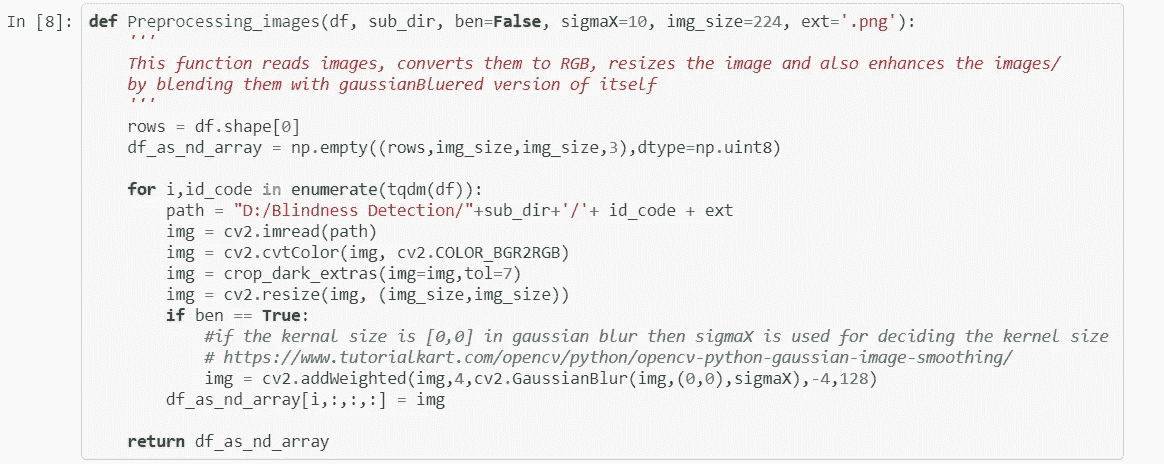 In [8]: def Preprocessing_images(df, sub_dir, ben=False, sigmaX=10, img_size=224, ext='.png'):
    '''
    This function reads images, converts them to RGB, resizes the image and also enhances the images/
    by blending them with gaussianBluered version of itself
    '''
    rows = df.shape[0]
    df_as_nd_array = np.empty((rows,img_size,img_size,3),dtype=np.uint8)

    for i,id_code in enumerate(tqdm(df)):
        path = "D:/Blindness Detection/"+sub_dir+'/'+ id_code + ext
        img = cv2.imread(path)
        img = cv2.cvtColor(img, cv2.COLOR_BGR2RGB)
        img = crop_dark_extras(img=img,tol=7)
        img = cv2.resize(img, (img_size,img_size))
        if ben == True:
            #if the kernal size is [0,0] in gaussian blur then sigmaX is used for deciding the kernel size
            # https://www.tutorialkart.com/opencv/python/opencv-python-gaussian-image-smoothing/
            img = cv2.addWeighted(img,4,cv2.GaussianBlur(img,(0,0),sigmaX),-4,128)
        df_as_nd_array[i,:,:,:] = img

    return df_as_nd_array